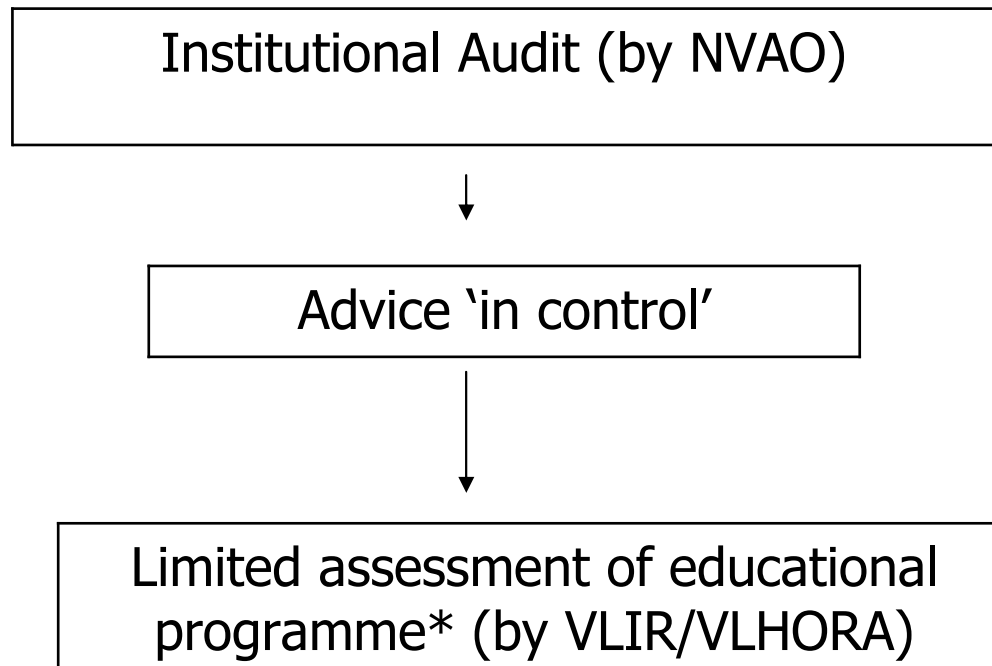 Institutional Audit (by NVAO)
Advice ‘in control’
Limited assessment of educational
programme* (by VLIR/VLHORA)